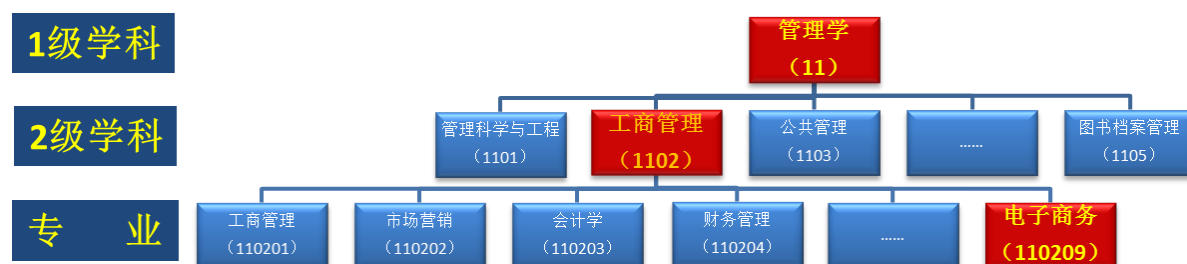 1级学科
管理学
（11）
2级学科
管理科学与工程
（1101）
工商管理
（1102）
公共管理
（1103）
……
图书档案管理
（1105）
专 业
工商管理
（110201）
市场营销
（110202）
会计学
（110203）
财务管理
（110204）
……
电子商务
（110209）